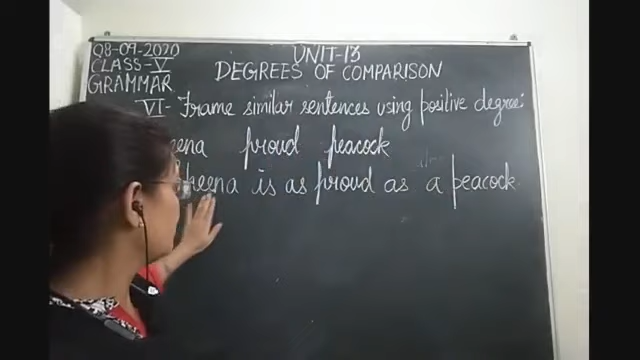 08-09-2020
CLASS-V
GRAMMAR
UNIT-13
DEGREES OF COMPARISON
VI- Frame similar sentences using positive degree:
proud peacock
is as proud as a peacock.